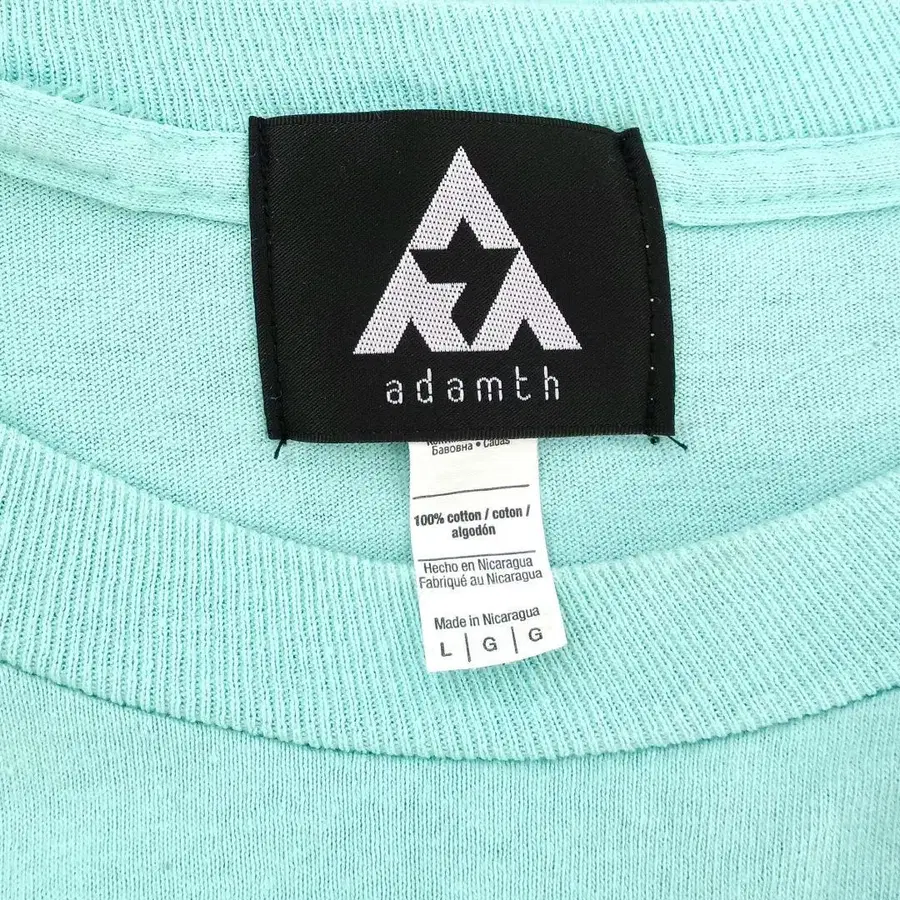 adamth
Бавовна • Cadas
100% cotton / coton /
algodón
Hecho en Nicaragua
Fabriqué au Nicaragua
Made in Nicaragua
L | G | G